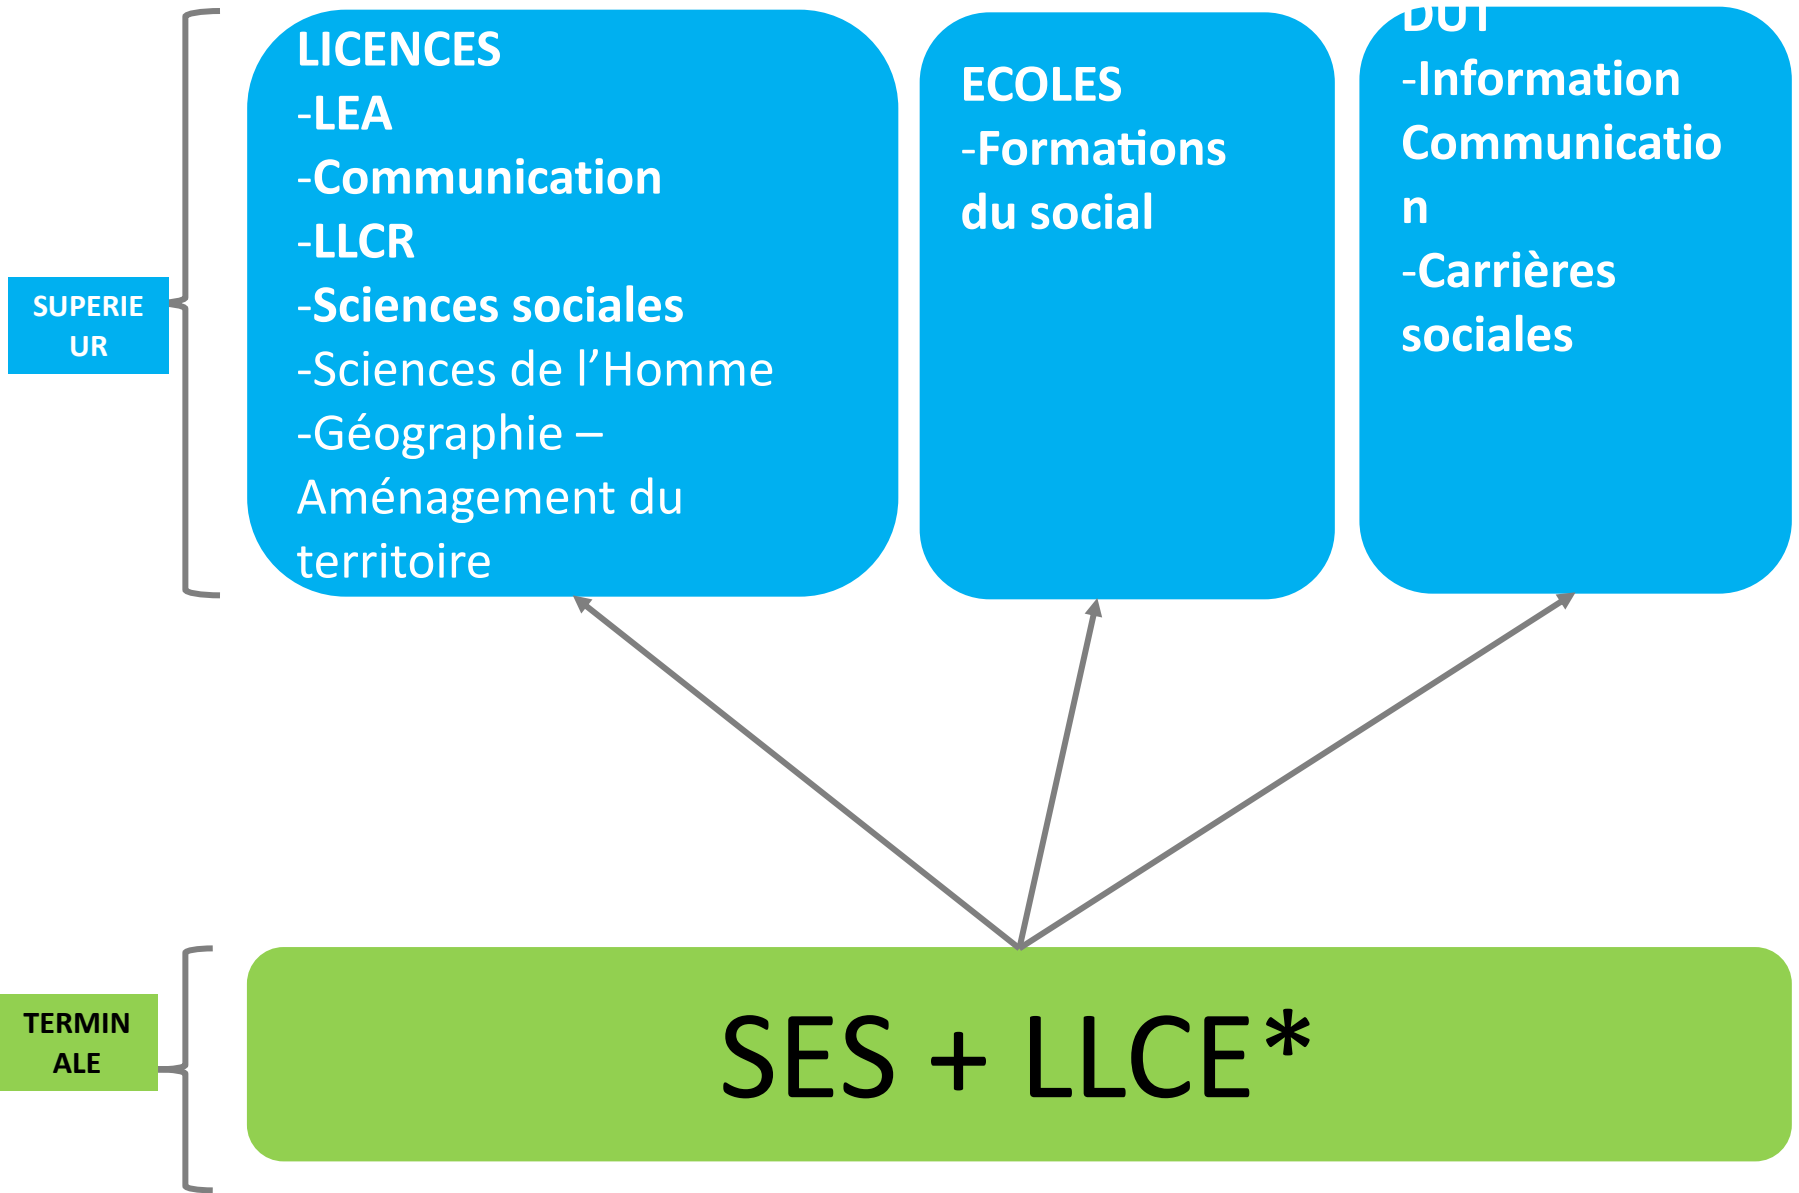 LICENCES
-LEA
-Communication
-LLCR
-Sciences sociales
-Sciences de l’Homme
-Géographie –
Aménagement du
territoire
ECOLES
-Formations
du social
DUT
-Information
Communicatio
n
-Carrières
sociales
SUPERIE
UR
TERMIN
ALE
SES + LLCE*